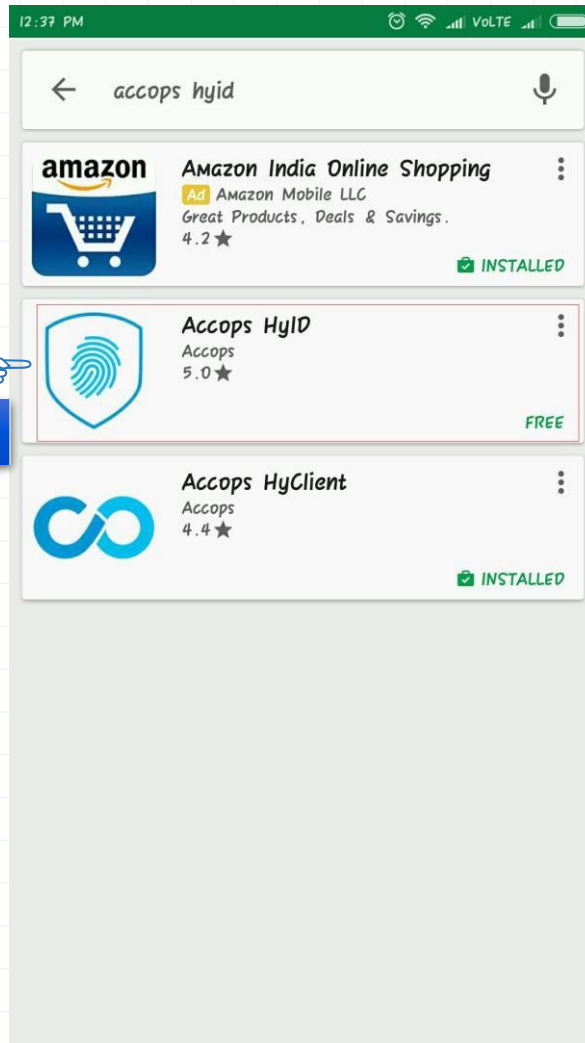 12:37 PM VoLTE
accops hyid
amazon
Amazon India Online Shopping
Ad Amazon Mobile LLC
Great Products, Deals & Savings.
4.2★
INSTALLED
Accops HyID
Accops
5.0★
FREE
Accops HyClient
Accops
4.4★
INSTALLED